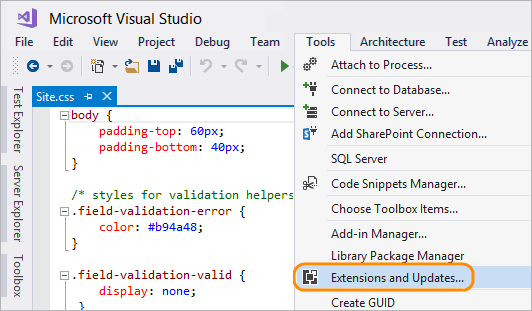 Microsoft Visual Studio
File Edit View Project Debug Team Tools Architecture Test Analyze
Attach to Process...
Connect to Database...
Connect to Server...
Add SharePoint Connection...
SQL Server
Code Snippets Manager...
Choose Toolbox Items...
Add-in Manager...
Library Package Manager
Extensions and Updates...
Create GUID
Test Explorer
Server Explorer
Toolbox
Site.css
body {
padding-top: 60px;
padding-bottom: 40px;
}
/* styles for validation helpers
.field-validation-error {
color: #b94a48;
}
.field-validation-valid {
display: none;
}